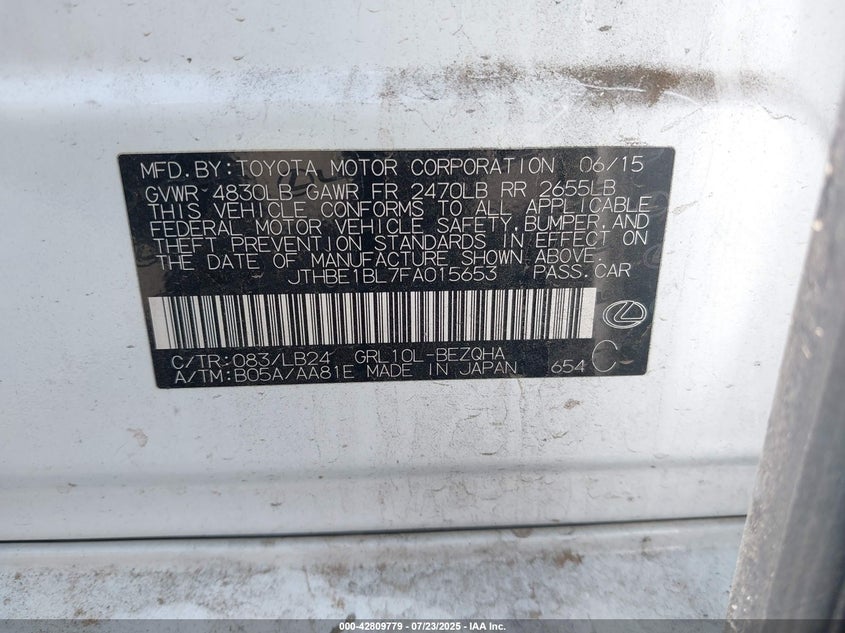 MFD.BY:TOYOTA MOTOR CORPORATION 06/15
GVWR 4830LB GAWR FR 2470LB RR 2655LB
THIS VEHICLE CONFORMS TO ALL APPLICABLE
FEDERAL MOTOR VEHICLE SAFETY,BUMPER,AND
THEFT PREVENTION STANDARDS IN EFFECT ON
THE DATE OF MANUFACTURE SHOWN ABOVE.
JTHBE1BL7FA015653 PASS.CAR
C/TR:083/LB24 GRL10L-BEZQHA
A/TM:B05A/AA81E MADE IN JAPAN 654 C
000-42809779 | 07/23/2025 - IAA Inc.